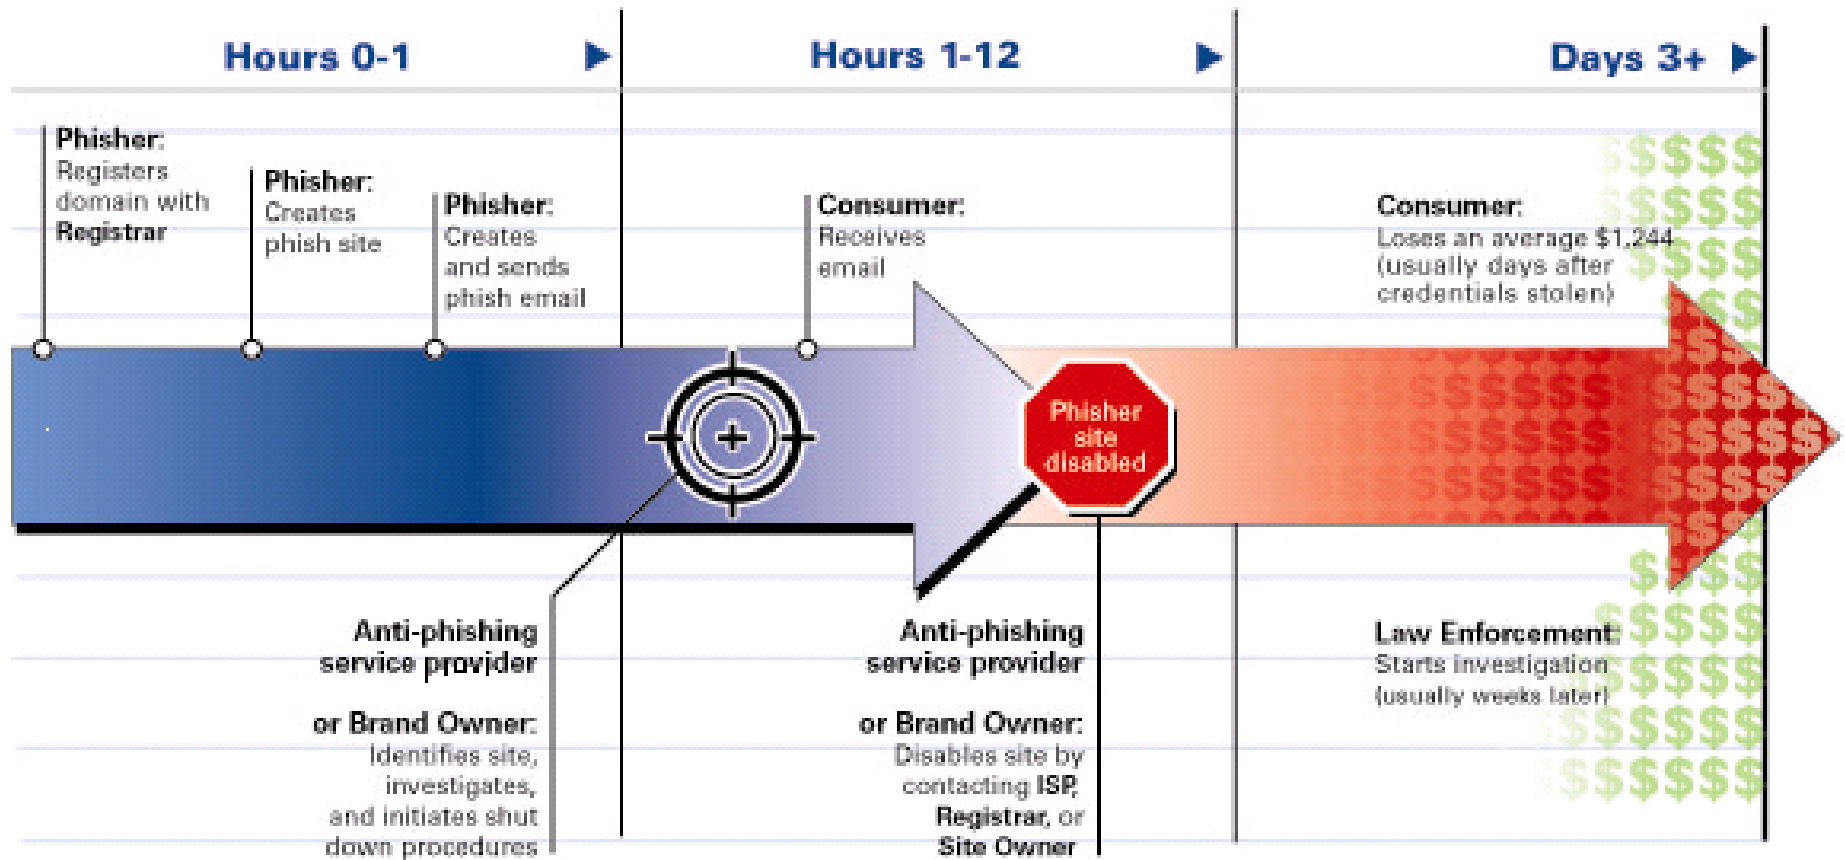 Hours 0-1
Hours 1-12
Days 3+
Phisher:
Registers
domain with
Registrar
Phisher:
Creates
phish site
Phisher:
Creates
and sends
phish email
Consumer:
Receives
email
Consumer:
Loses an average $1,244
(usually days after
credentials stolen)
Phisher
site
disabled
Anti-phishing
service provider
or Brand Owner:
Identifies site,
investigates,
and initiates shut
down procedures
Anti-phishing
service provider
or Brand Owner:
Disables site by
contacting ISP,
Registrar, or
Site Owner
Law Enforcement:
Starts investigation
(usually weeks later)